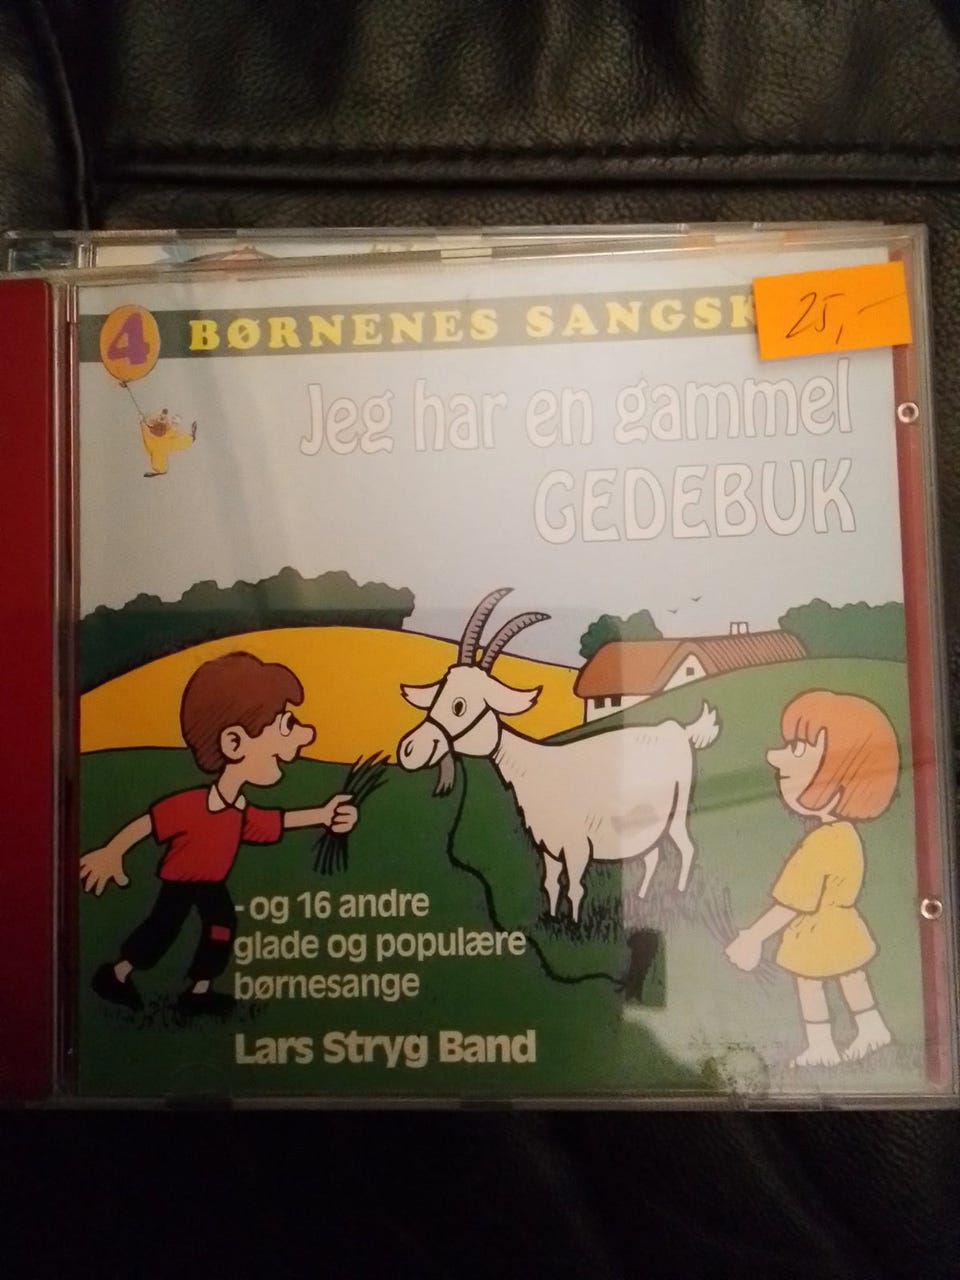 4 BØRNENES SANGSK
25,-
Jeg har en gammel
GEDEBUK
- og 16 andre
glade og populære
børnesange
Lars Stryg Band